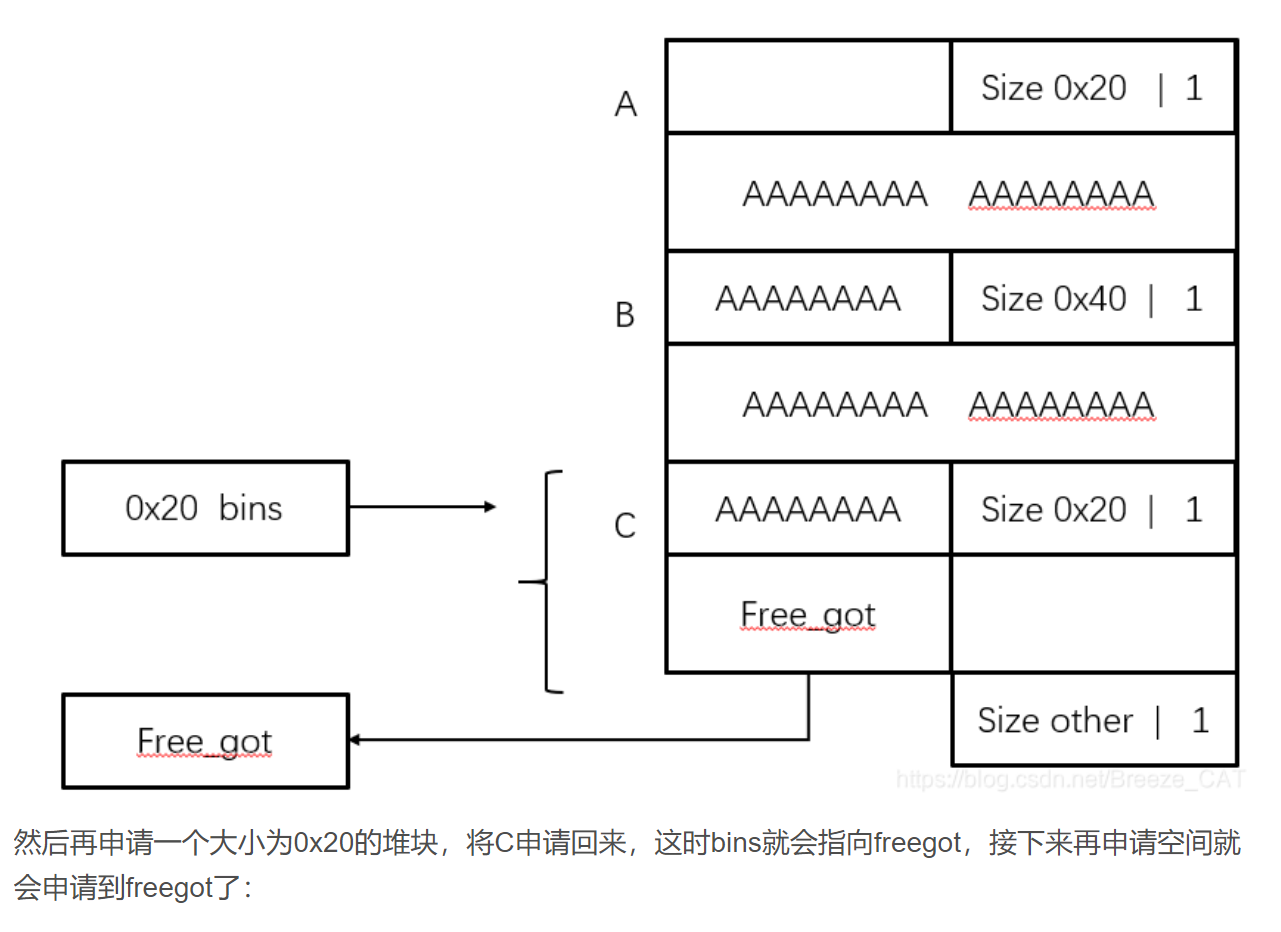 A
Size 0x20 | 1
AAAAAAAA AAAAAAAA
B
AAAAAAAA
Size 0x40 | 1
AAAAAAAA AAAAAAAA
0x20 bins
C
AAAAAAAA
Size 0x20 | 1
Free_got
Free_got
Size other | 1
https://blog.csdn.net/Breeze_CAT
然后再申请一个大小为0x20的堆块，将C申请回来，这时bins就会指向freegot，接下来再申请空间就
会申请到freegot了：